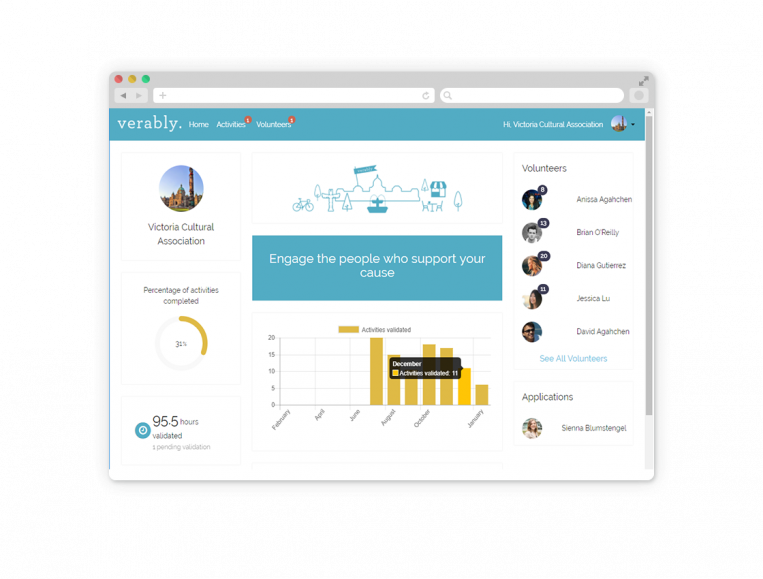 verably.
Home
Activities
1
Volunteers
1
Hi, Victoria Cultural Association
Victoria Cultural
Association
Percentage of activities
completed
31%
95.5 hours
validated
1 pending validation
Engage the people who support your
cause
Activities validated
20
15
10
5
0
December
Activities validated: 11
February
April
June
August
October
January
Volunteers
8
Anissa Agahchen
13
Brian O'Reilly
20
Diana Gutierrez
11
Jessica Lu
David Agahchen
See All Volunteers
Applications
Sienna Blumstengel